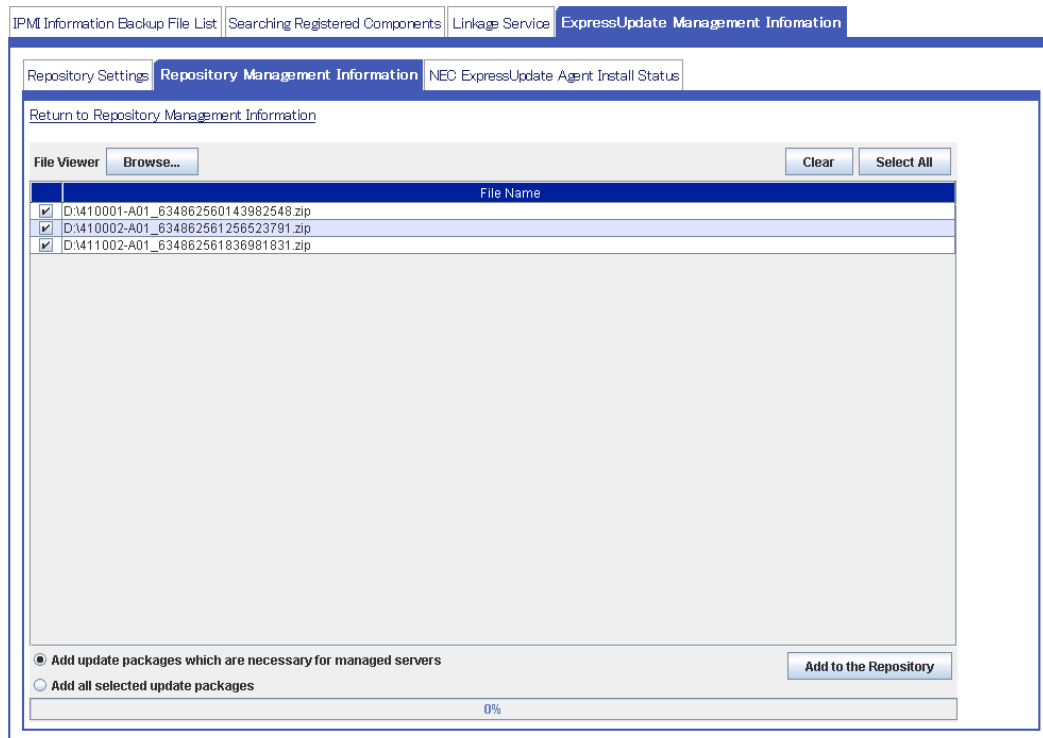 IPMI Information Backup File List Searching Registered Components Linkage Service ExpressUpdate Management Infomation
Repository Settings Repository Management Information NEC ExpressUpdate Agent Install Status
Return to Repository Management Information
File Viewer Browse... Clear Select All
File Name
D:\410001-A01_634862560143982548.zip
D:\410002-A01_634862561256523791.zip
D:\411002-A01_634862561836981831.zip
Add update packages which are necessary for managed servers
Add to the Repository
Add all selected update packages
0%